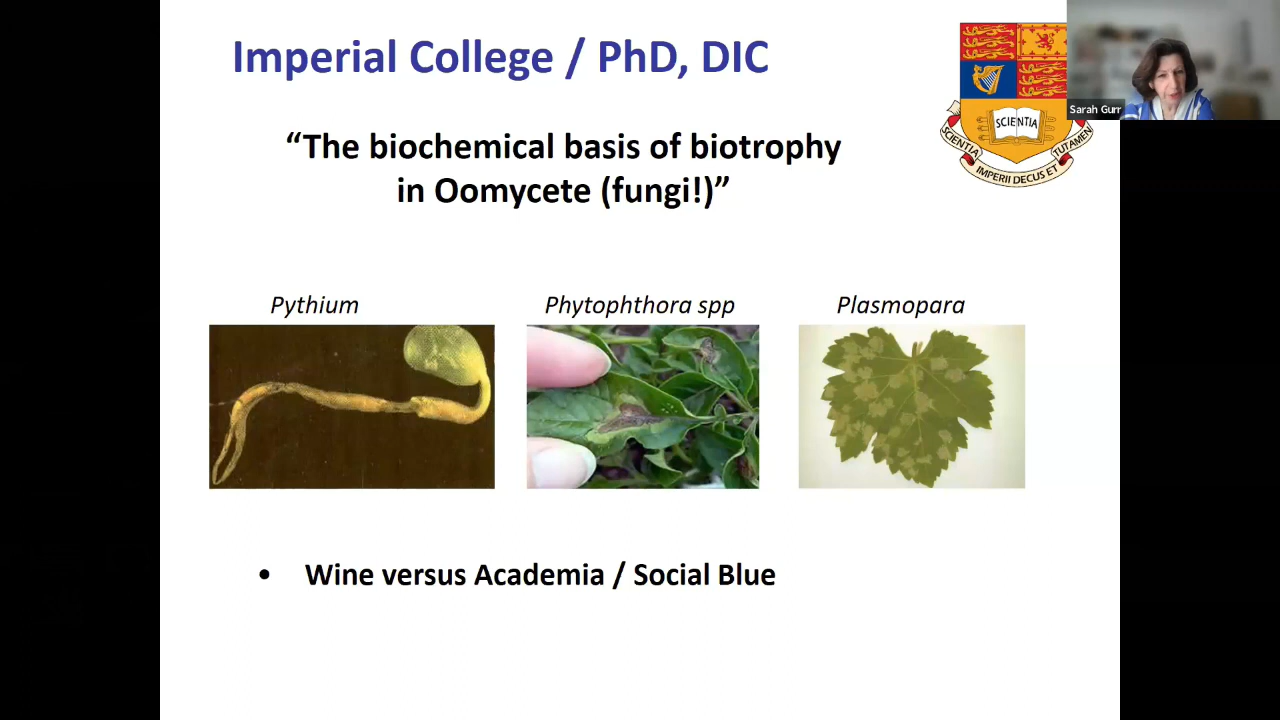 Imperial College / PhD, DIC
“The biochemical basis of biotrophy
in Oomycete (fungi!)”
SCIENTIA
SCIENTIA
IMPERII DECUS ET
TUTAMEN
Sarah Gurr
Pythium
Phytophthora spp
Plasmopara
• Wine versus Academia / Social Blue